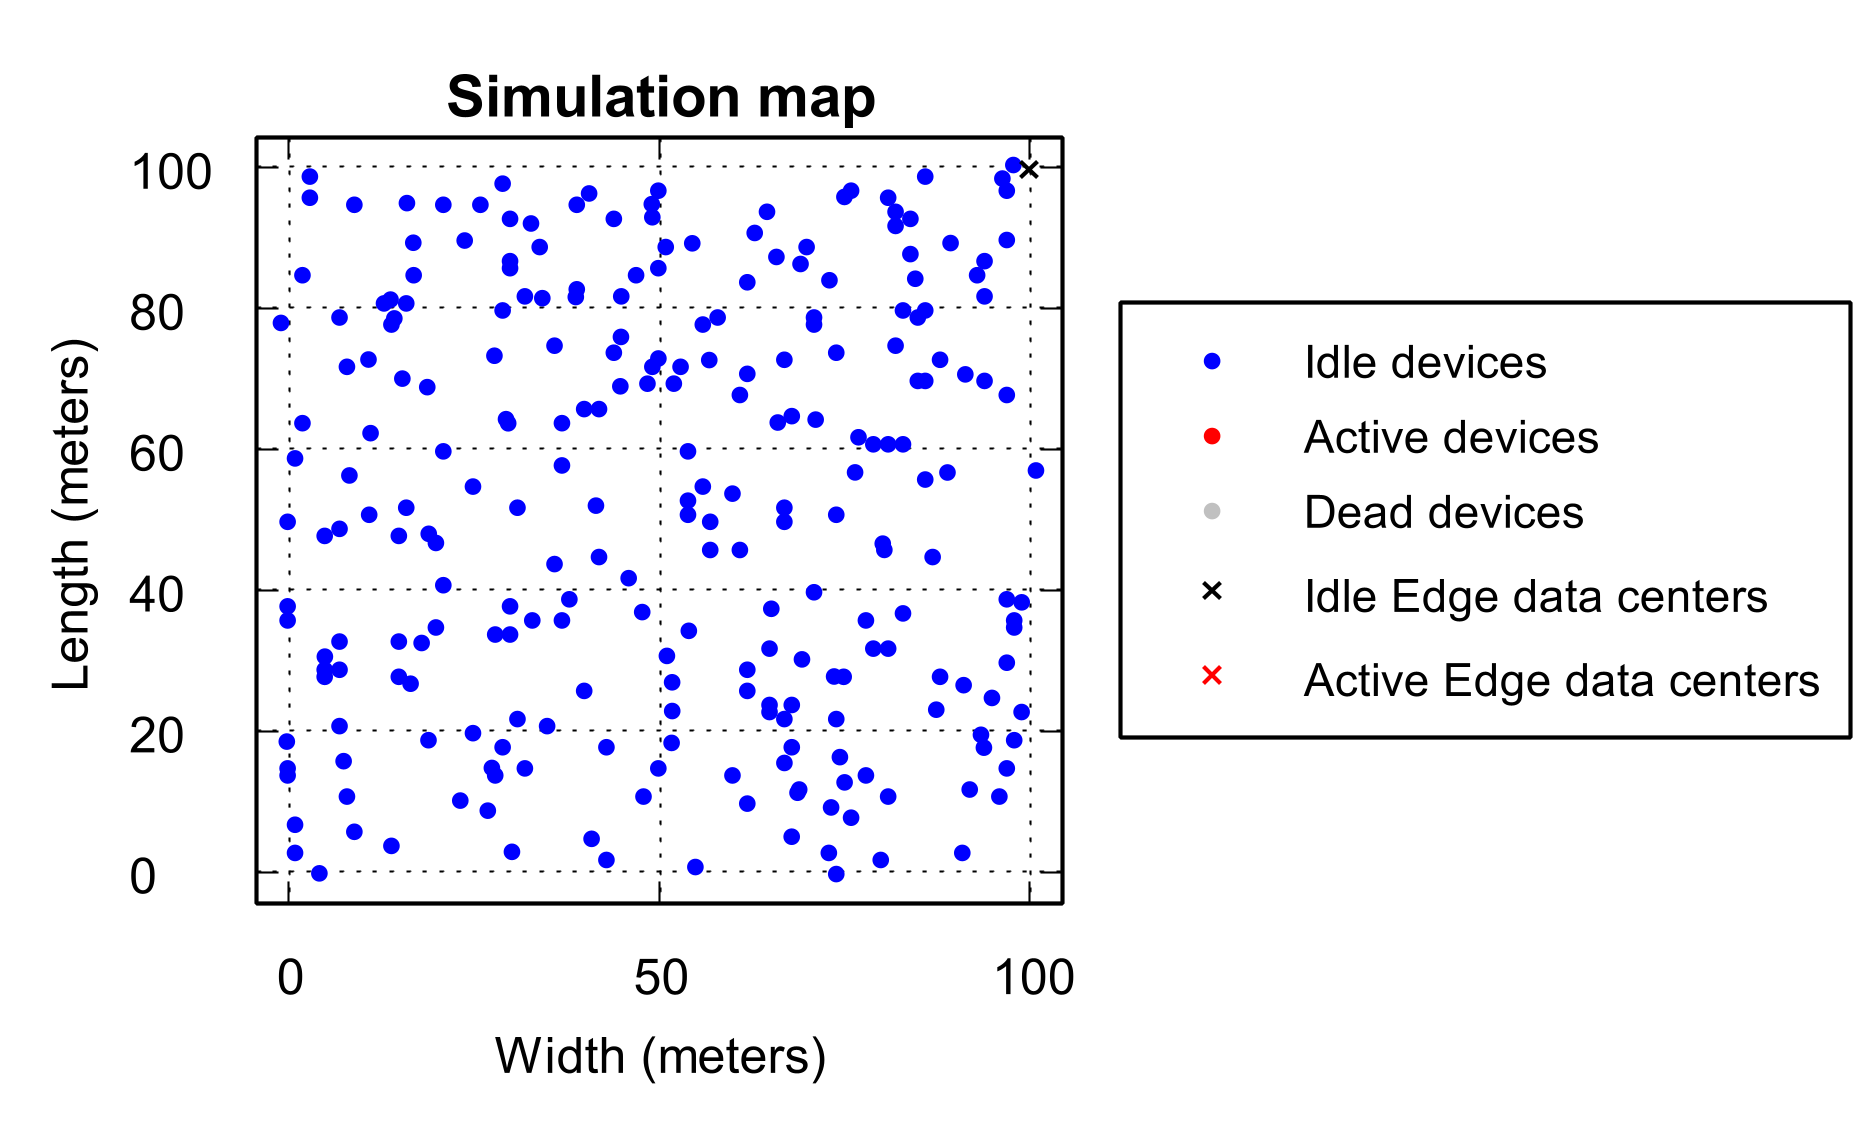 Simulation map
100
80
60
40
20
0
Length (meters)
0 50 100
Width (meters)
Idle devices
Active devices
Dead devices
Idle Edge data centers
Active Edge data centers